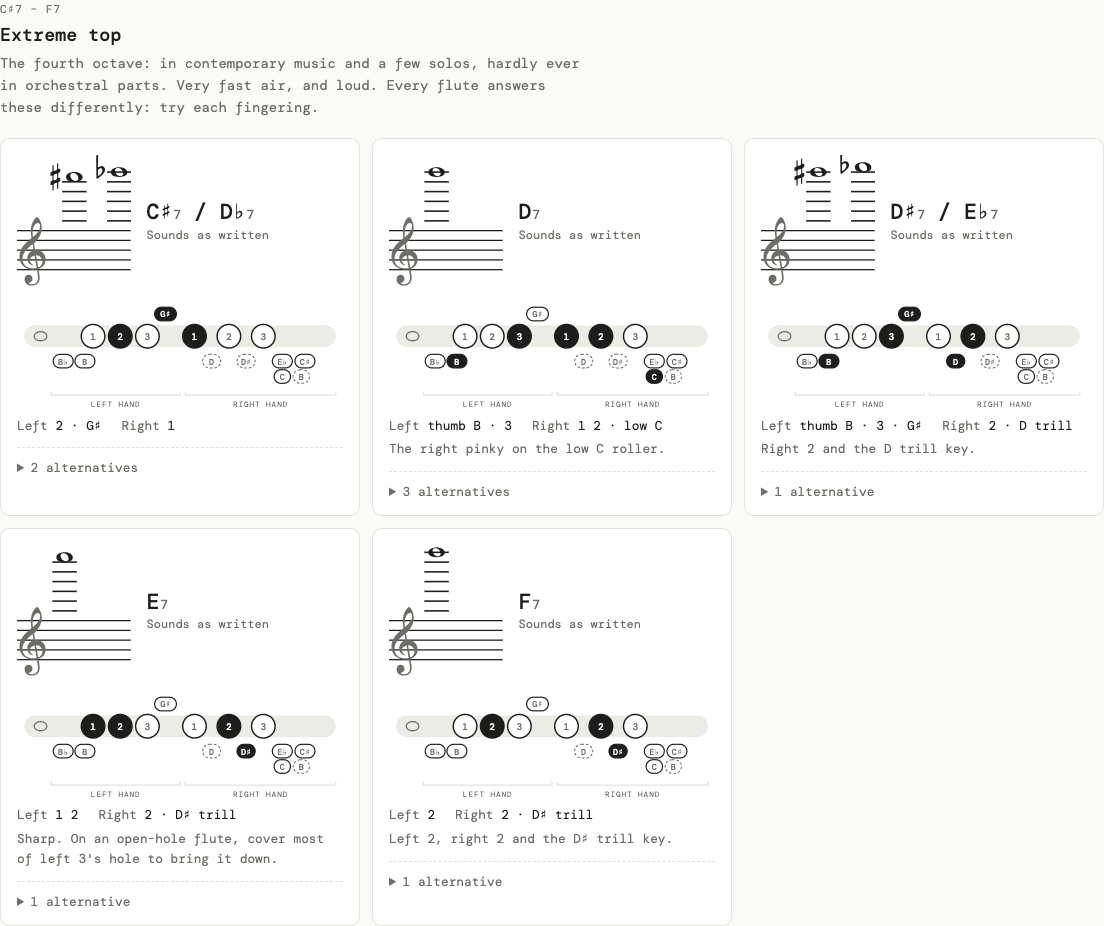 C♯7 – F7
Extreme top
The fourth octave: in contemporary music and a few solos, hardly ever
in orchestral parts. Very fast air, and loud. Every flute answers
these differently: try each fingering.
C♯7 / D♭7
Sounds as written
G♯
1 2 3 1 2 3
B♭ B D D♯ E♭ C♯
C B
LEFT HAND RIGHT HAND
Left 2 · G♯ Right 1
▶ 2 alternatives
D7
Sounds as written
G♯
1 2 3 1 2 3
B♭ B D D♯ E♭ C♯
C B
LEFT HAND RIGHT HAND
Left thumb B · 3 Right 1 2 · low C
The right pinky on the low C roller.
▶ 3 alternatives
D♯7 / E♭7
Sounds as written
G♯
1 2 3 1 2 3
B♭ B D D♯ E♭ C♯
C B
LEFT HAND RIGHT HAND
Left thumb B · 3 · G♯ Right 2 · D trill
Right 2 and the D trill key.
▶ 1 alternative
E7
Sounds as written
G♯
1 2 3 1 2 3
B♭ B D D♯ E♭ C♯
C B
LEFT HAND RIGHT HAND
Left 1 2 Right 2 · D♯ trill
Sharp. On an open-hole flute, cover most
of left 3's hole to bring it down.
▶ 1 alternative
F7
Sounds as written
G♯
1 2 3 1 2 3
B♭ B D D♯ E♭ C♯
C B
LEFT HAND RIGHT HAND
Left 2 Right 2 · D♯ trill
Left 2, right 2 and the D♯ trill key.
▶ 1 alternative